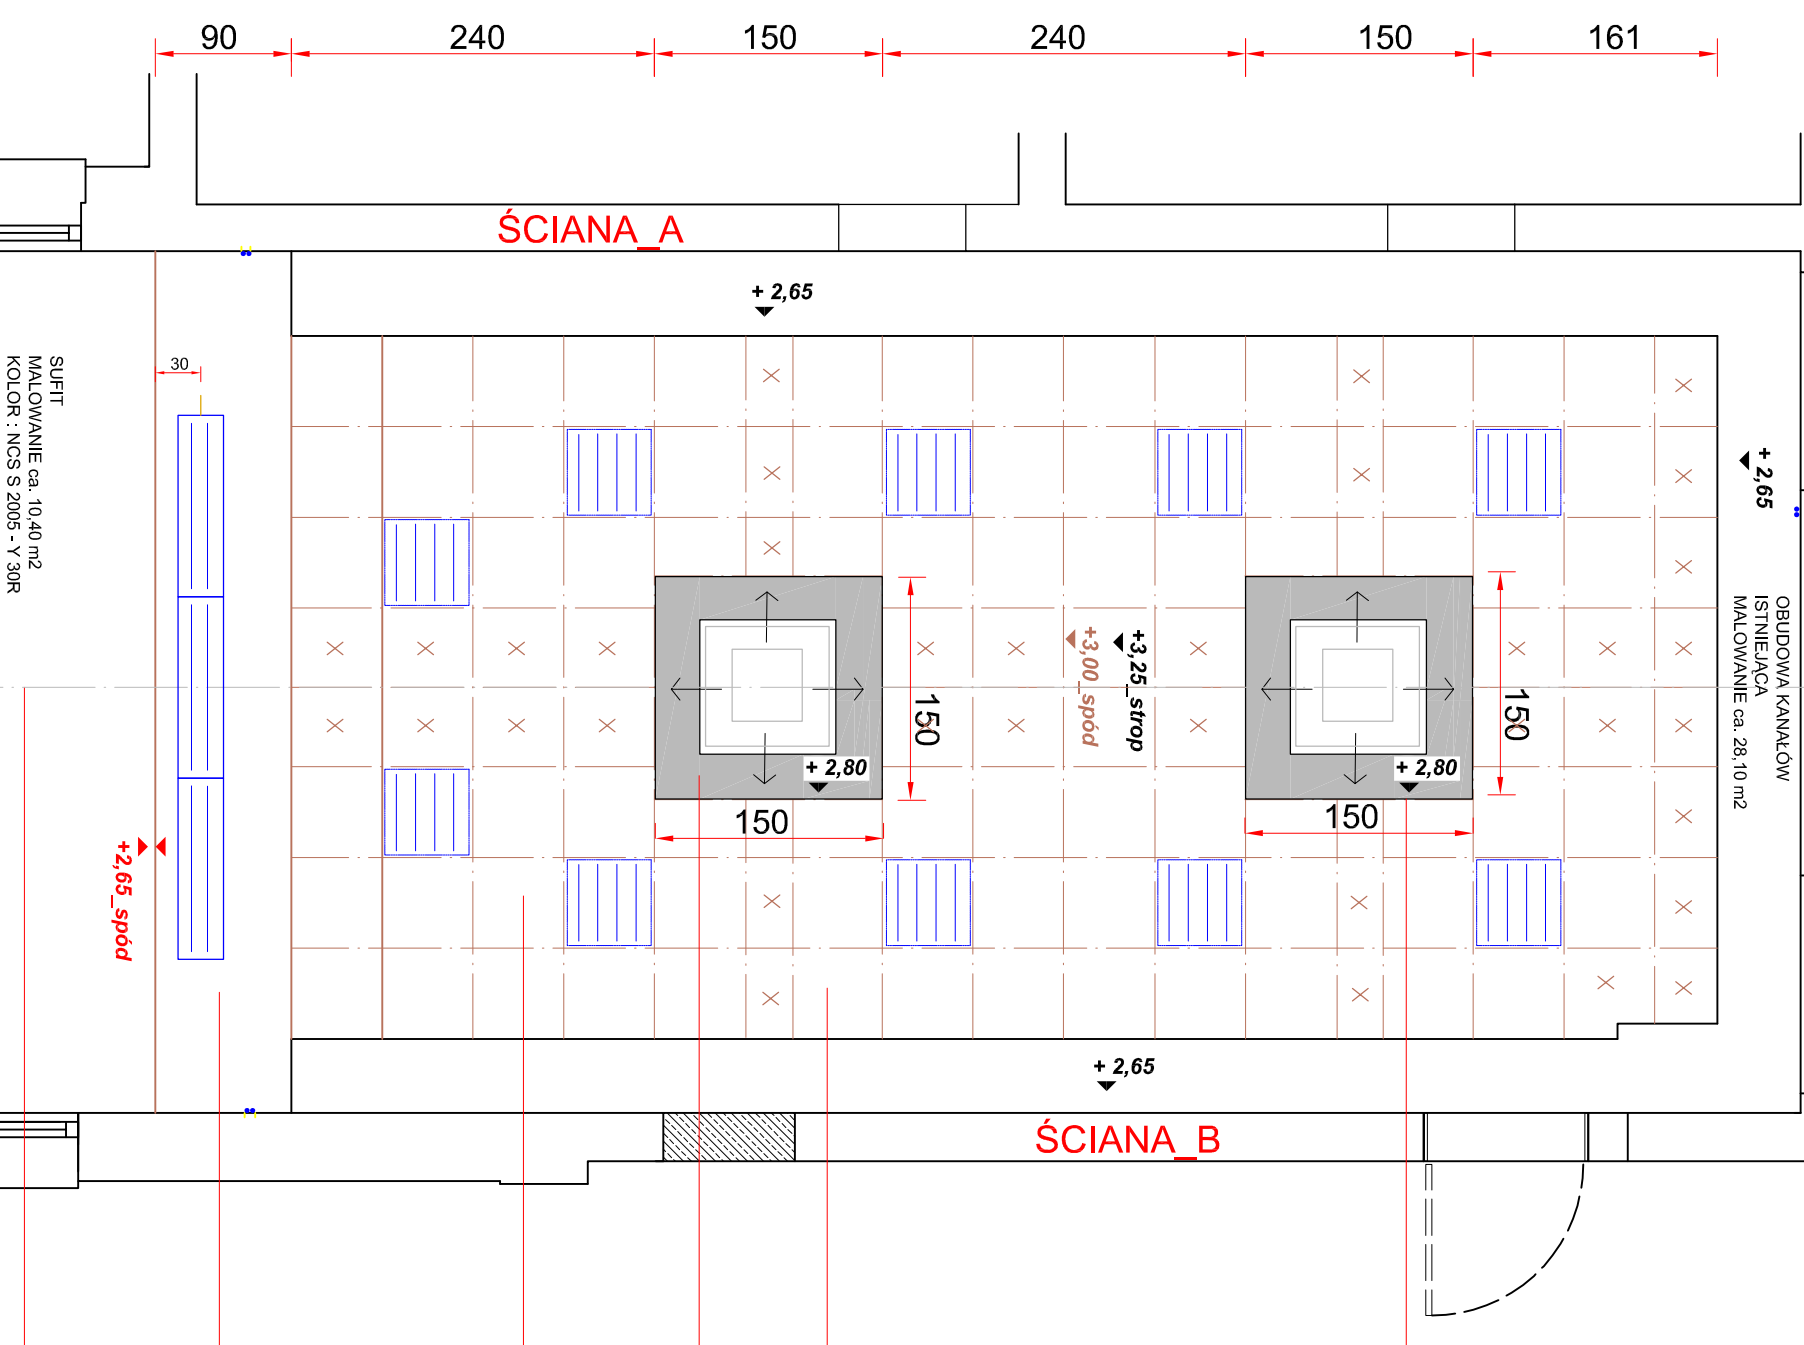 90
240
150
240
150
161
ŚCIANA_A
+ 2,65
+ 2,65
30
SUFIT
MALOWANIE ca. 10,40 m2
KOLOR : NCS S 2005 - Y 30R
OBUDOWA KANAŁÓW
ISTNIEJĄCA
MALOWANIE ca. 28,10 m2
+3,00_spód
+3,25_strop
150
150
+ 2,80
+ 2,80
150
150
+2,65_spód
+ 2,65
ŚCIANA_B